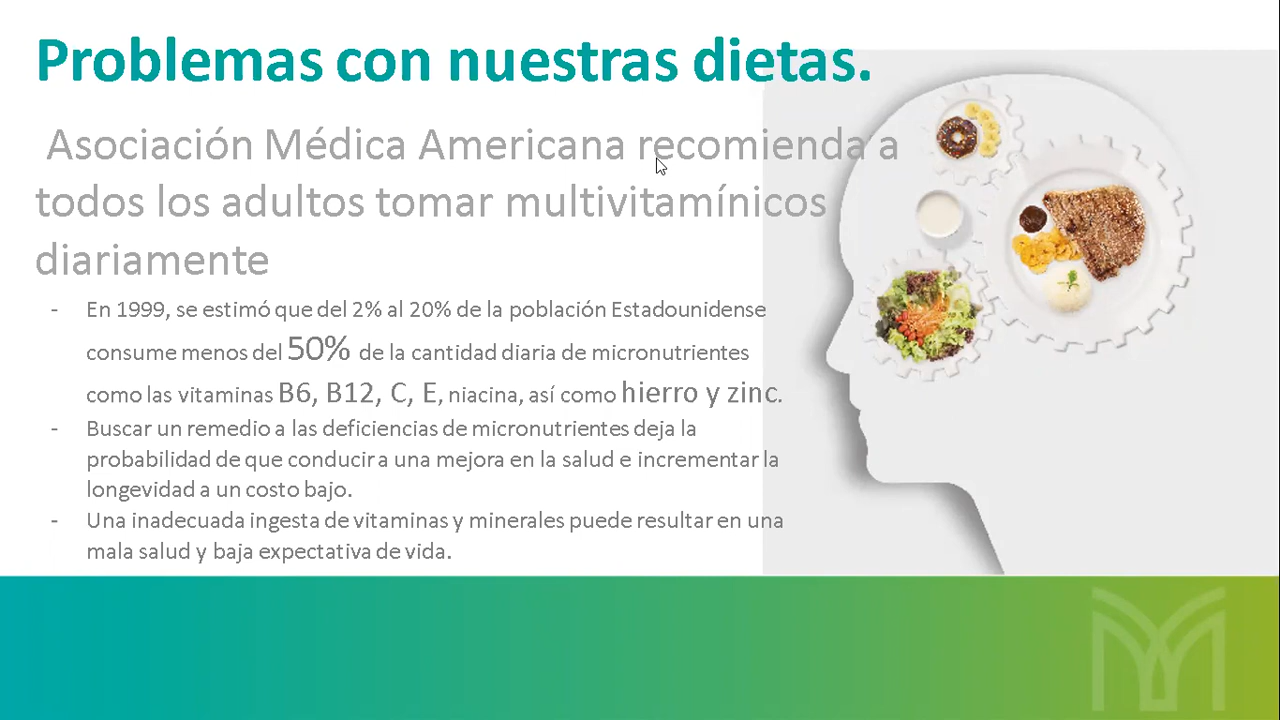 Problemas con nuestras dietas.
Asociación Médica Americana recomienda a
todos los adultos tomar multivitamínicos
diariamente
- En 1999, se estimó que del 2% al 20% de la población Estadounidense
consume menos del 50% de la cantidad diaria de micronutrientes
como las vitaminas B6, B12, C, E, niacina, así como hierro y zinc.
- Buscar un remedio a las deficiencias de micronutrientes deja la
probabilidad de que conducir a una mejora en la salud e incrementar la
longevidad a un costo bajo.
- Una inadecuada ingesta de vitaminas y minerales puede resultar en una
mala salud y baja expectativa de vida.